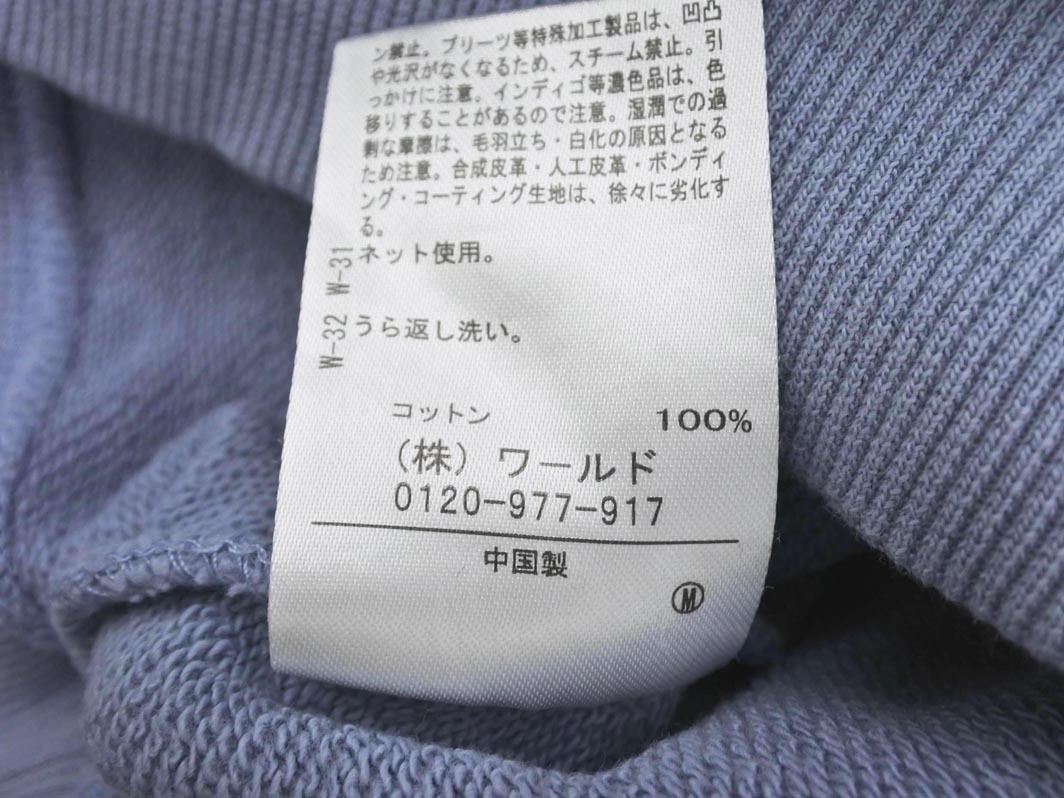 ン禁止。プリーツ等特殊加工製品は、凹凸
や光沢がなくなるため、スチーム禁止。引
っかけに注意。インディゴ等濃色品は、色
移りすることがあるので注意。湿潤での過
剰な摩擦は、毛羽立ち・白化の原因となる
ため注意。合成皮革・人工皮革・ボンディ
ング・コーティング生地は、徐々に劣化す
る。
W-31 ネット使用。
W-32 うら返し洗い。
コットン 100%
(株) ワールド
0120-977-917
中国製
Ⓜ